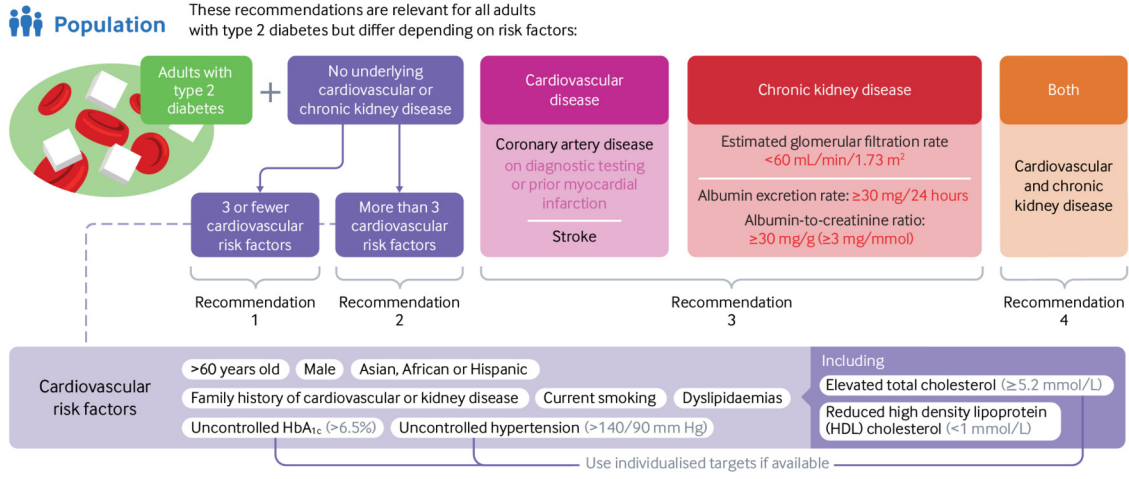 Population
These recommendations are relevant for all adults
with type 2 diabetes but differ depending on risk factors:
Adults with
type 2
diabetes
+
No underlying
cardiovascular or
chronic kidney disease
3 or fewer
cardiovascular
risk factors
More than 3
cardiovascular
risk factors
Cardiovascular
disease
Coronary artery disease
on diagnostic testing
or prior myocardial
infarction
Stroke
Chronic kidney disease
Estimated glomerular filtration rate
<60 mL/min/1.73 m²
Albumin excretion rate: ≥30 mg/24 hours
Albumin-to-creatinine ratio:
≥30 mg/g (≥3 mg/mmol)
Both
Cardiovascular
and chronic
kidney disease
Recommendation
1
Recommendation
2
Recommendation
3
Recommendation
4
Cardiovascular
risk factors
>60 years old
Male
Asian, African or Hispanic
Family history of cardiovascular or kidney disease
Current smoking
Dyslipidaemias
Uncontrolled HbA₁c (>6.5%)
Uncontrolled hypertension (>140/90 mm Hg)
Including
Elevated total cholesterol (≥5.2 mmol/L)
Reduced high density lipoprotein
(HDL) cholesterol (<1 mmol/L)
Use individualised targets if available